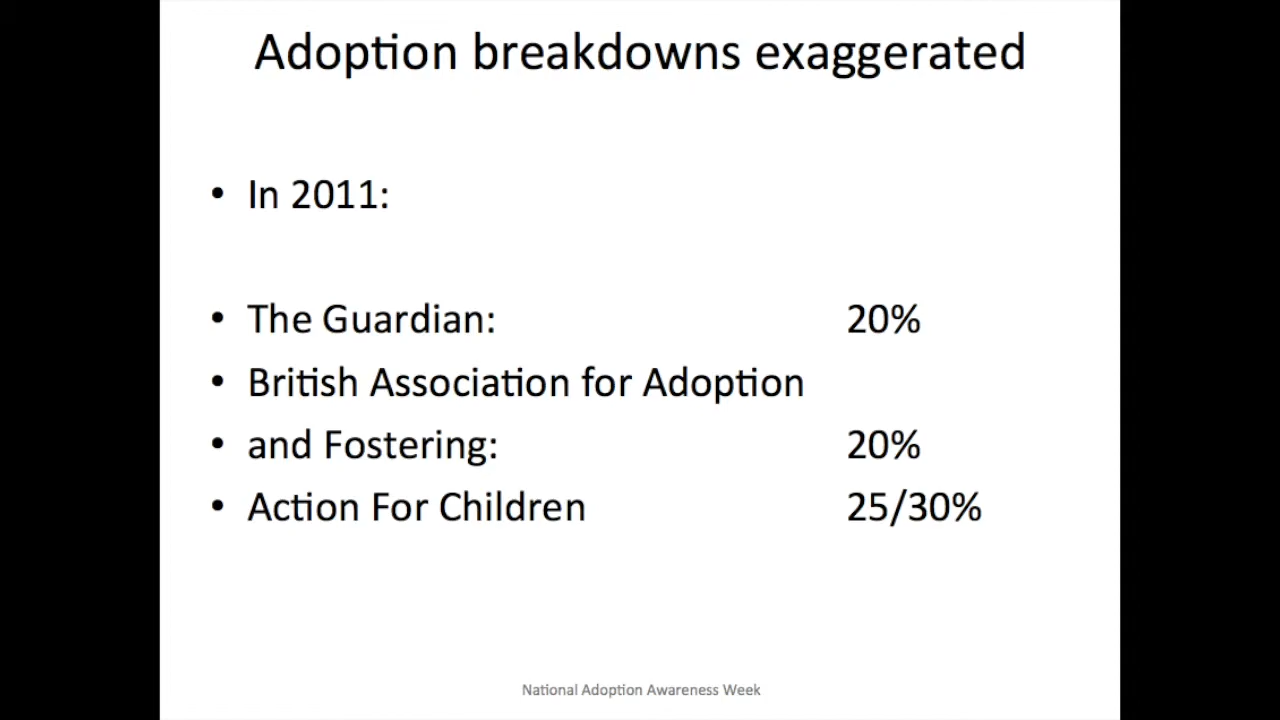 Adoption breakdowns exaggerated
• In 2011:
• The Guardian: 20%
• British Association for Adoption
• and Fostering: 20%
• Action For Children 25/30%
National Adoption Awareness Week